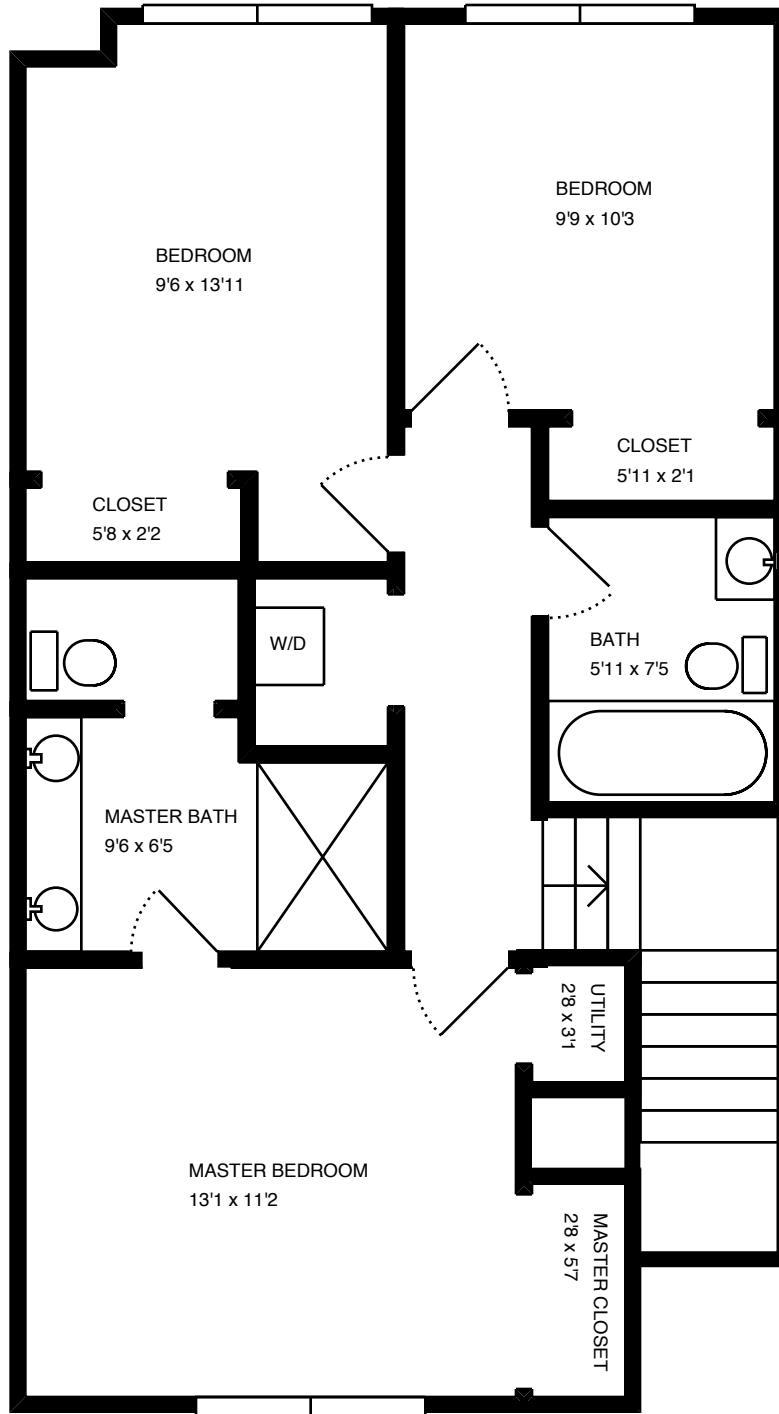 BEDROOM
9'9 x 10'3
BEDROOM
9'6 x 13'11
CLOSET
5'11 x 2'1
CLOSET
5'8 x 2'2
W/D
BATH
5'11 x 7'5
MASTER BATH
9'6 x 6'5
UTILITY
2'8 x 3'1
MASTER BEDROOM
13'1 x 11'2
MASTER CLOSET
2'8 x 5'7